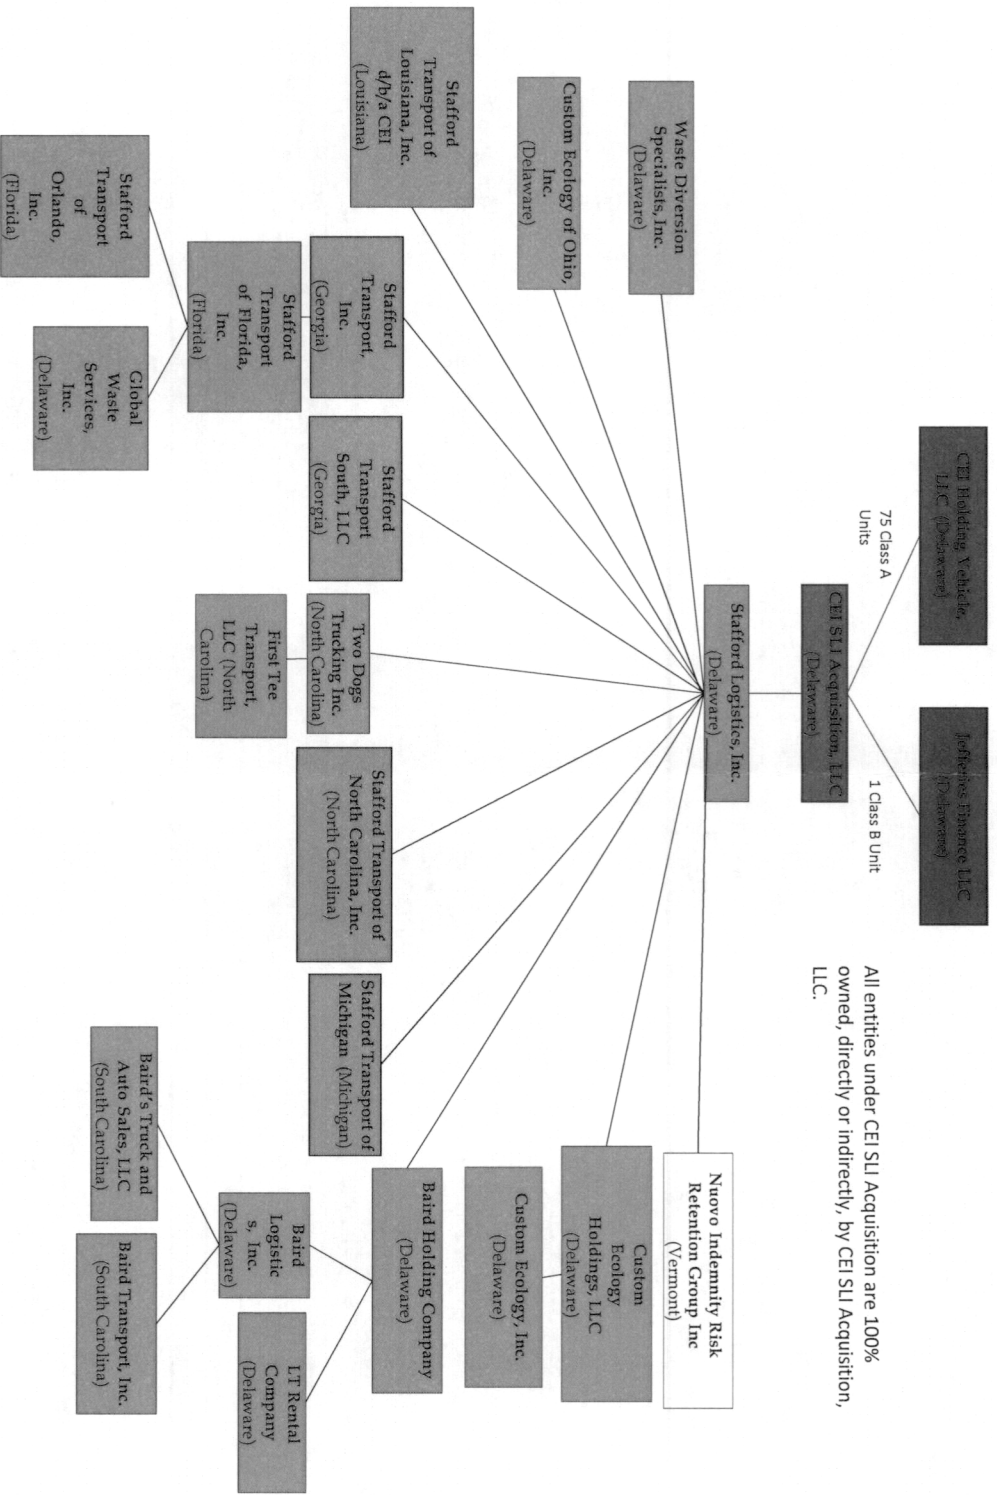 CEI Holding Vehicle,
LLC (Delaware)
Jefferies Finance LLC
(Delaware)
75 Class A
Units
1 Class B Unit
All entities under CEI SLI Acquisition are 100%
owned, directly or indirectly, by CEI SLI Acquisition,
LLC.
CEI SLI Acquisition, LLC
(Delaware)
Stafford Logistics, Inc.
(Delaware)
Waste Diversion
Specialists, Inc.
(Delaware)
Nuovo Indemnity Risk
Retention Group Inc
(Vermont)
Custom Ecology of Ohio,
Inc.
(Delaware)
Custom
Ecology
Holdings, LLC
(Delaware)
Custom Ecology, Inc.
(Delaware)
Stafford
Transport of
Louisiana, Inc.
d/b/a CEI
(Louisiana)
Stafford
Transport,
Inc.
(Georgia)
Stafford
Transport
South, LLC
(Georgia)
Two Dogs
Trucking Inc.
(North Carolina)
Stafford Transport of
North Carolina, Inc.
(North Carolina)
Stafford Transport of
Michigan (Michigan)
Baird Holding Company
(Delaware)
Stafford
Transport
of Florida,
Inc.
(Florida)
First Tee
Transport,
LLC (North
Carolina)
Baird
Logistic
s, Inc.
(Delaware)
LT Rental
Company
(Delaware)
Stafford
Transport
of
Orlando,
Inc.
(Florida)
Global
Waste
Services,
Inc.
(Delaware)
Baird's Truck and
Auto Sales, LLC
(South Carolina)
Baird Transport, Inc.
(South Carolina)